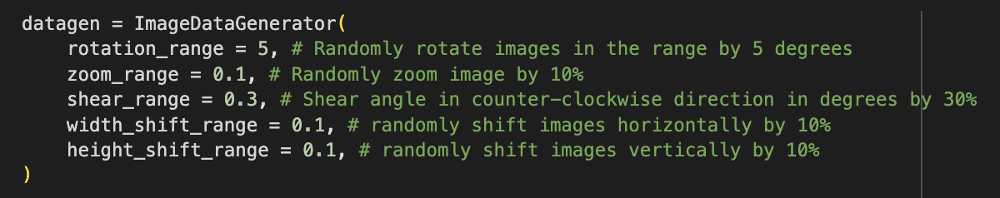 datagen = ImageDataGenerator(
    rotation_range = 5, # Randomly rotate images in the range by 5 degrees
    zoom_range = 0.1, # Randomly zoom image by 10%
    shear_range = 0.3, # Shear angle in counter-clockwise direction in degrees by 30%
    width_shift_range = 0.1, # randomly shift images horizontally by 10%
    height_shift_range = 0.1, # randomly shift images vertically by 10%
)